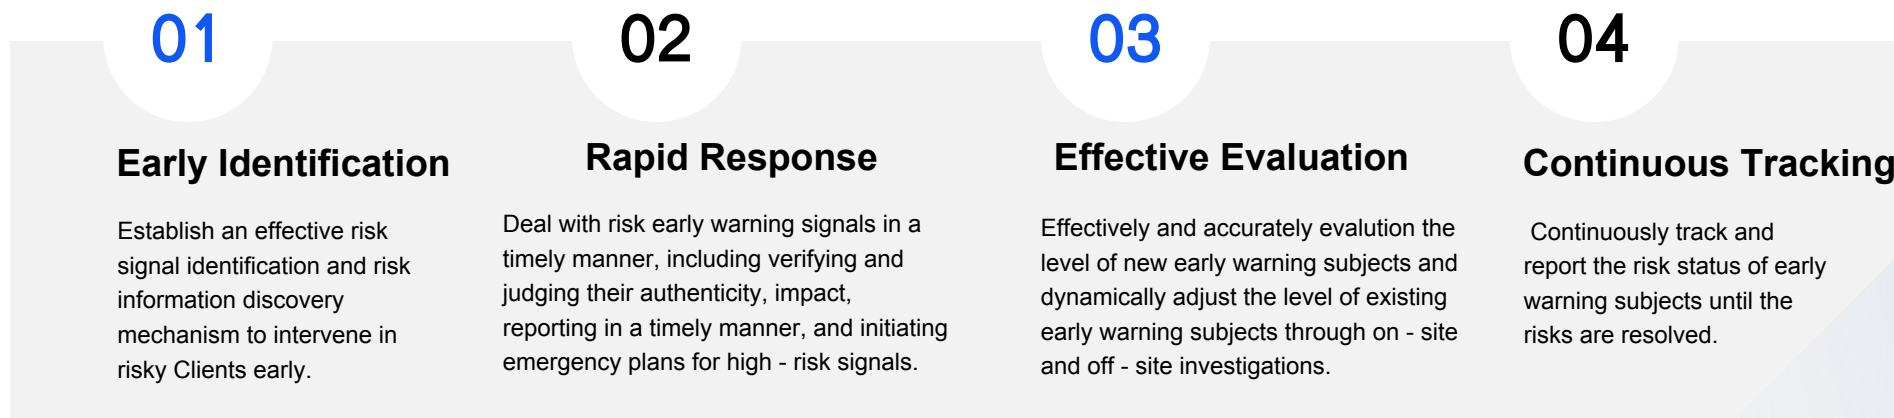 01
Early Identification
Establish an effective risk
signal identification and risk
information discovery
mechanism to intervene in
risky Clients early.
02
Rapid Response
Deal with risk early warning signals in a
timely manner, including verifying and
judging their authenticity, impact,
reporting in a timely manner, and initiating
emergency plans for high - risk signals.
03
Effective Evaluation
Effectively and accurately evalution the
level of new early warning subjects and
dynamically adjust the level of existing
early warning subjects through on - site
and off - site investigations.
04
Continuous Tracking
Continuously track and
report the risk status of early
warning subjects until the
risks are resolved.